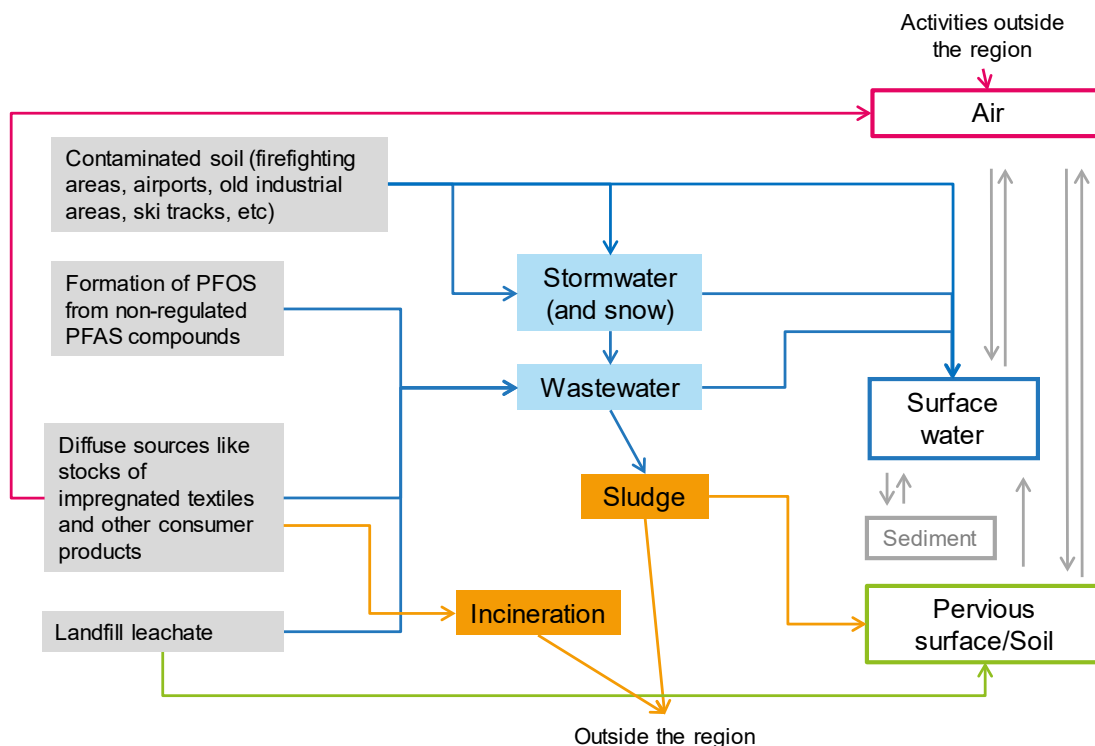 Activities outside
the region
Air
Contaminated soil (firefighting
areas, airports, old industrial
areas, ski tracks, etc)
Stormwater
(and snow)
Formation of PFOS
from non-regulated
PFAS compounds
Wastewater
Surface
water
Diffuse sources like
stocks of
impregnated textiles
and other consumer
products
Sludge
Sediment
Incineration
Pervious
surface/Soil
Landfill leachate
Outside the region